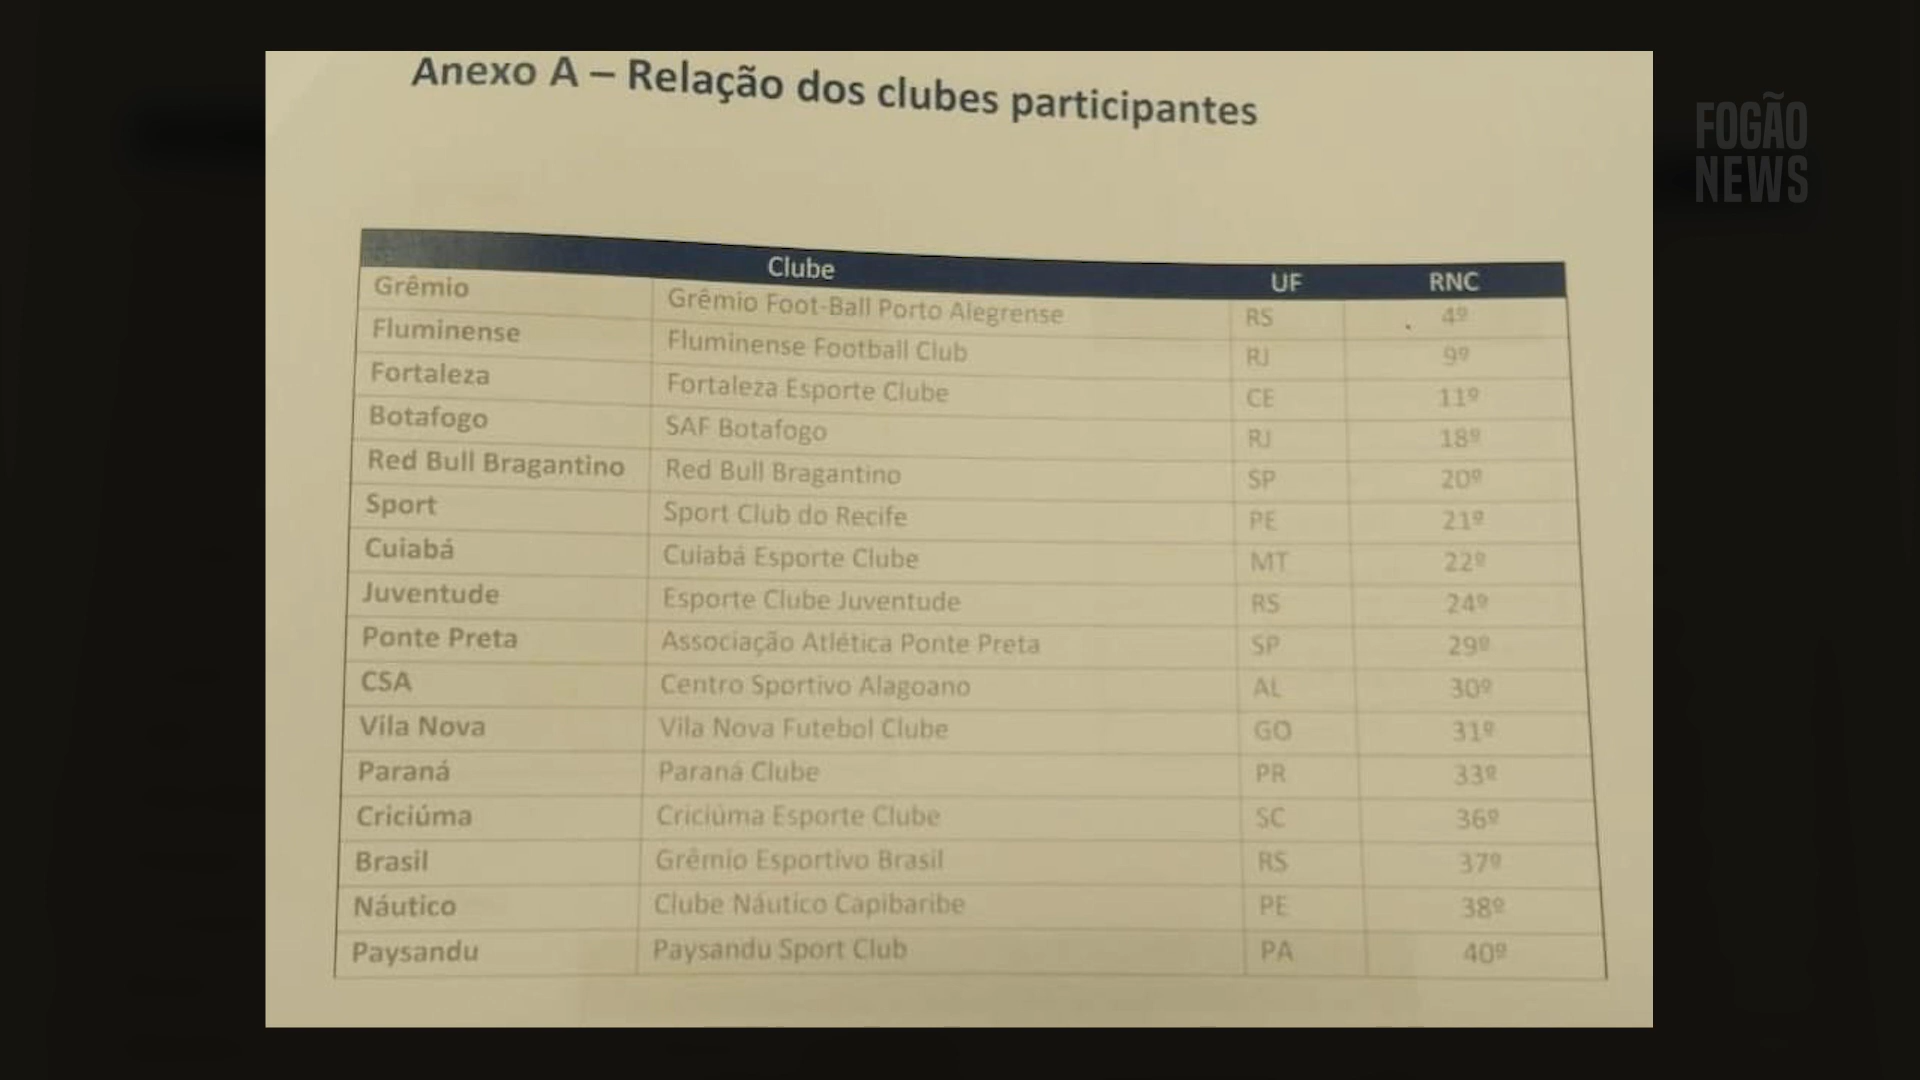 Anexo A – Relação dos clubes participantes
FOGÃO
NEWS
Clube UF RNC
Grêmio Grêmio Foot-Ball Porto Alegrense RS 4º
Fluminense Fluminense Football Club RJ 9º
Fortaleza Fortaleza Esporte Clube CE 11º
Botafogo SAF Botafogo RJ 18º
Red Bull Bragantino Red Bull Bragantino SP 20º
Sport Sport Club do Recife PE 21º
Cuiabá Cuiabá Esporte Clube MT 22º
Juventude Esporte Clube Juventude RS 24º
Ponte Preta Associação Atlética Ponte Preta SP 29º
CSA Centro Sportivo Alagoano AL 30º
Vila Nova Vila Nova Futebol Clube GO 31º
Paraná Paraná Clube PR 33º
Criciúma Criciúma Esporte Clube SC 36º
Brasil Grêmio Esportivo Brasil RS 37º
Náutico Clube Náutico Capibaribe PE 38º
Paysandu Paysandu Sport Club PA 40º